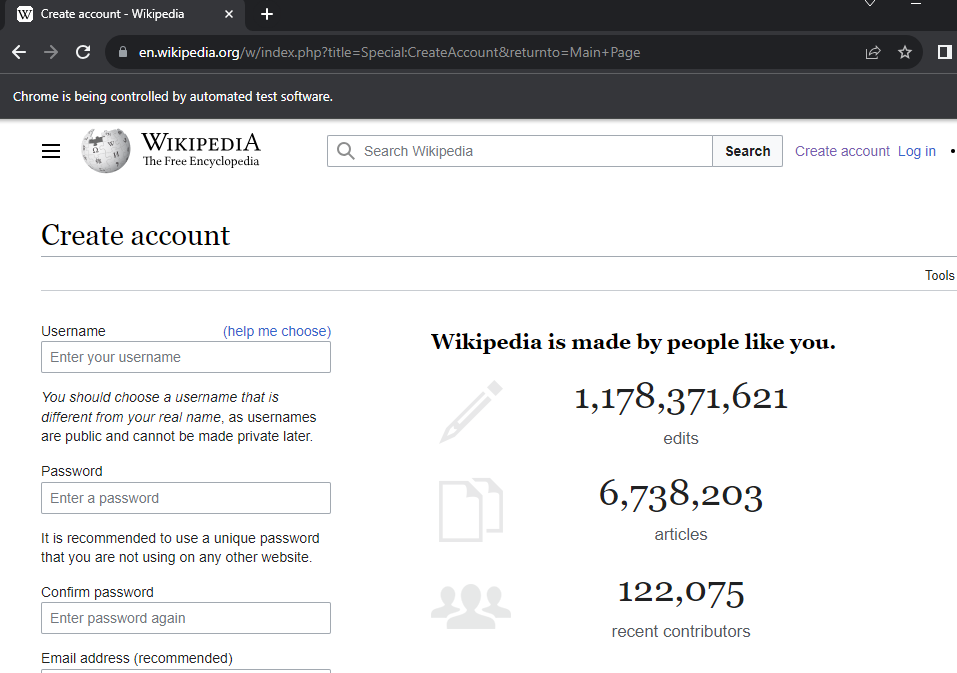 Create account - Wikipedia
en.wikipedia.org/w/index.php?title=Special:CreateAccount&returnto=Main+Page
Chrome is being controlled by automated test software.
WIKIPEDIA
The Free Encyclopedia
Search Wikipedia
Search
Create account
Log in
Create account
Tools
Username
(help me choose)
Enter your username
You should choose a username that is
different from your real name, as usernames
are public and cannot be made private later.
Password
Enter a password
It is recommended to use a unique password
that you are not using on any other website.
Confirm password
Enter password again
Email address (recommended)
Wikipedia is made by people like you.
1,178,371,621
edits
6,738,203
articles
122,075
recent contributors